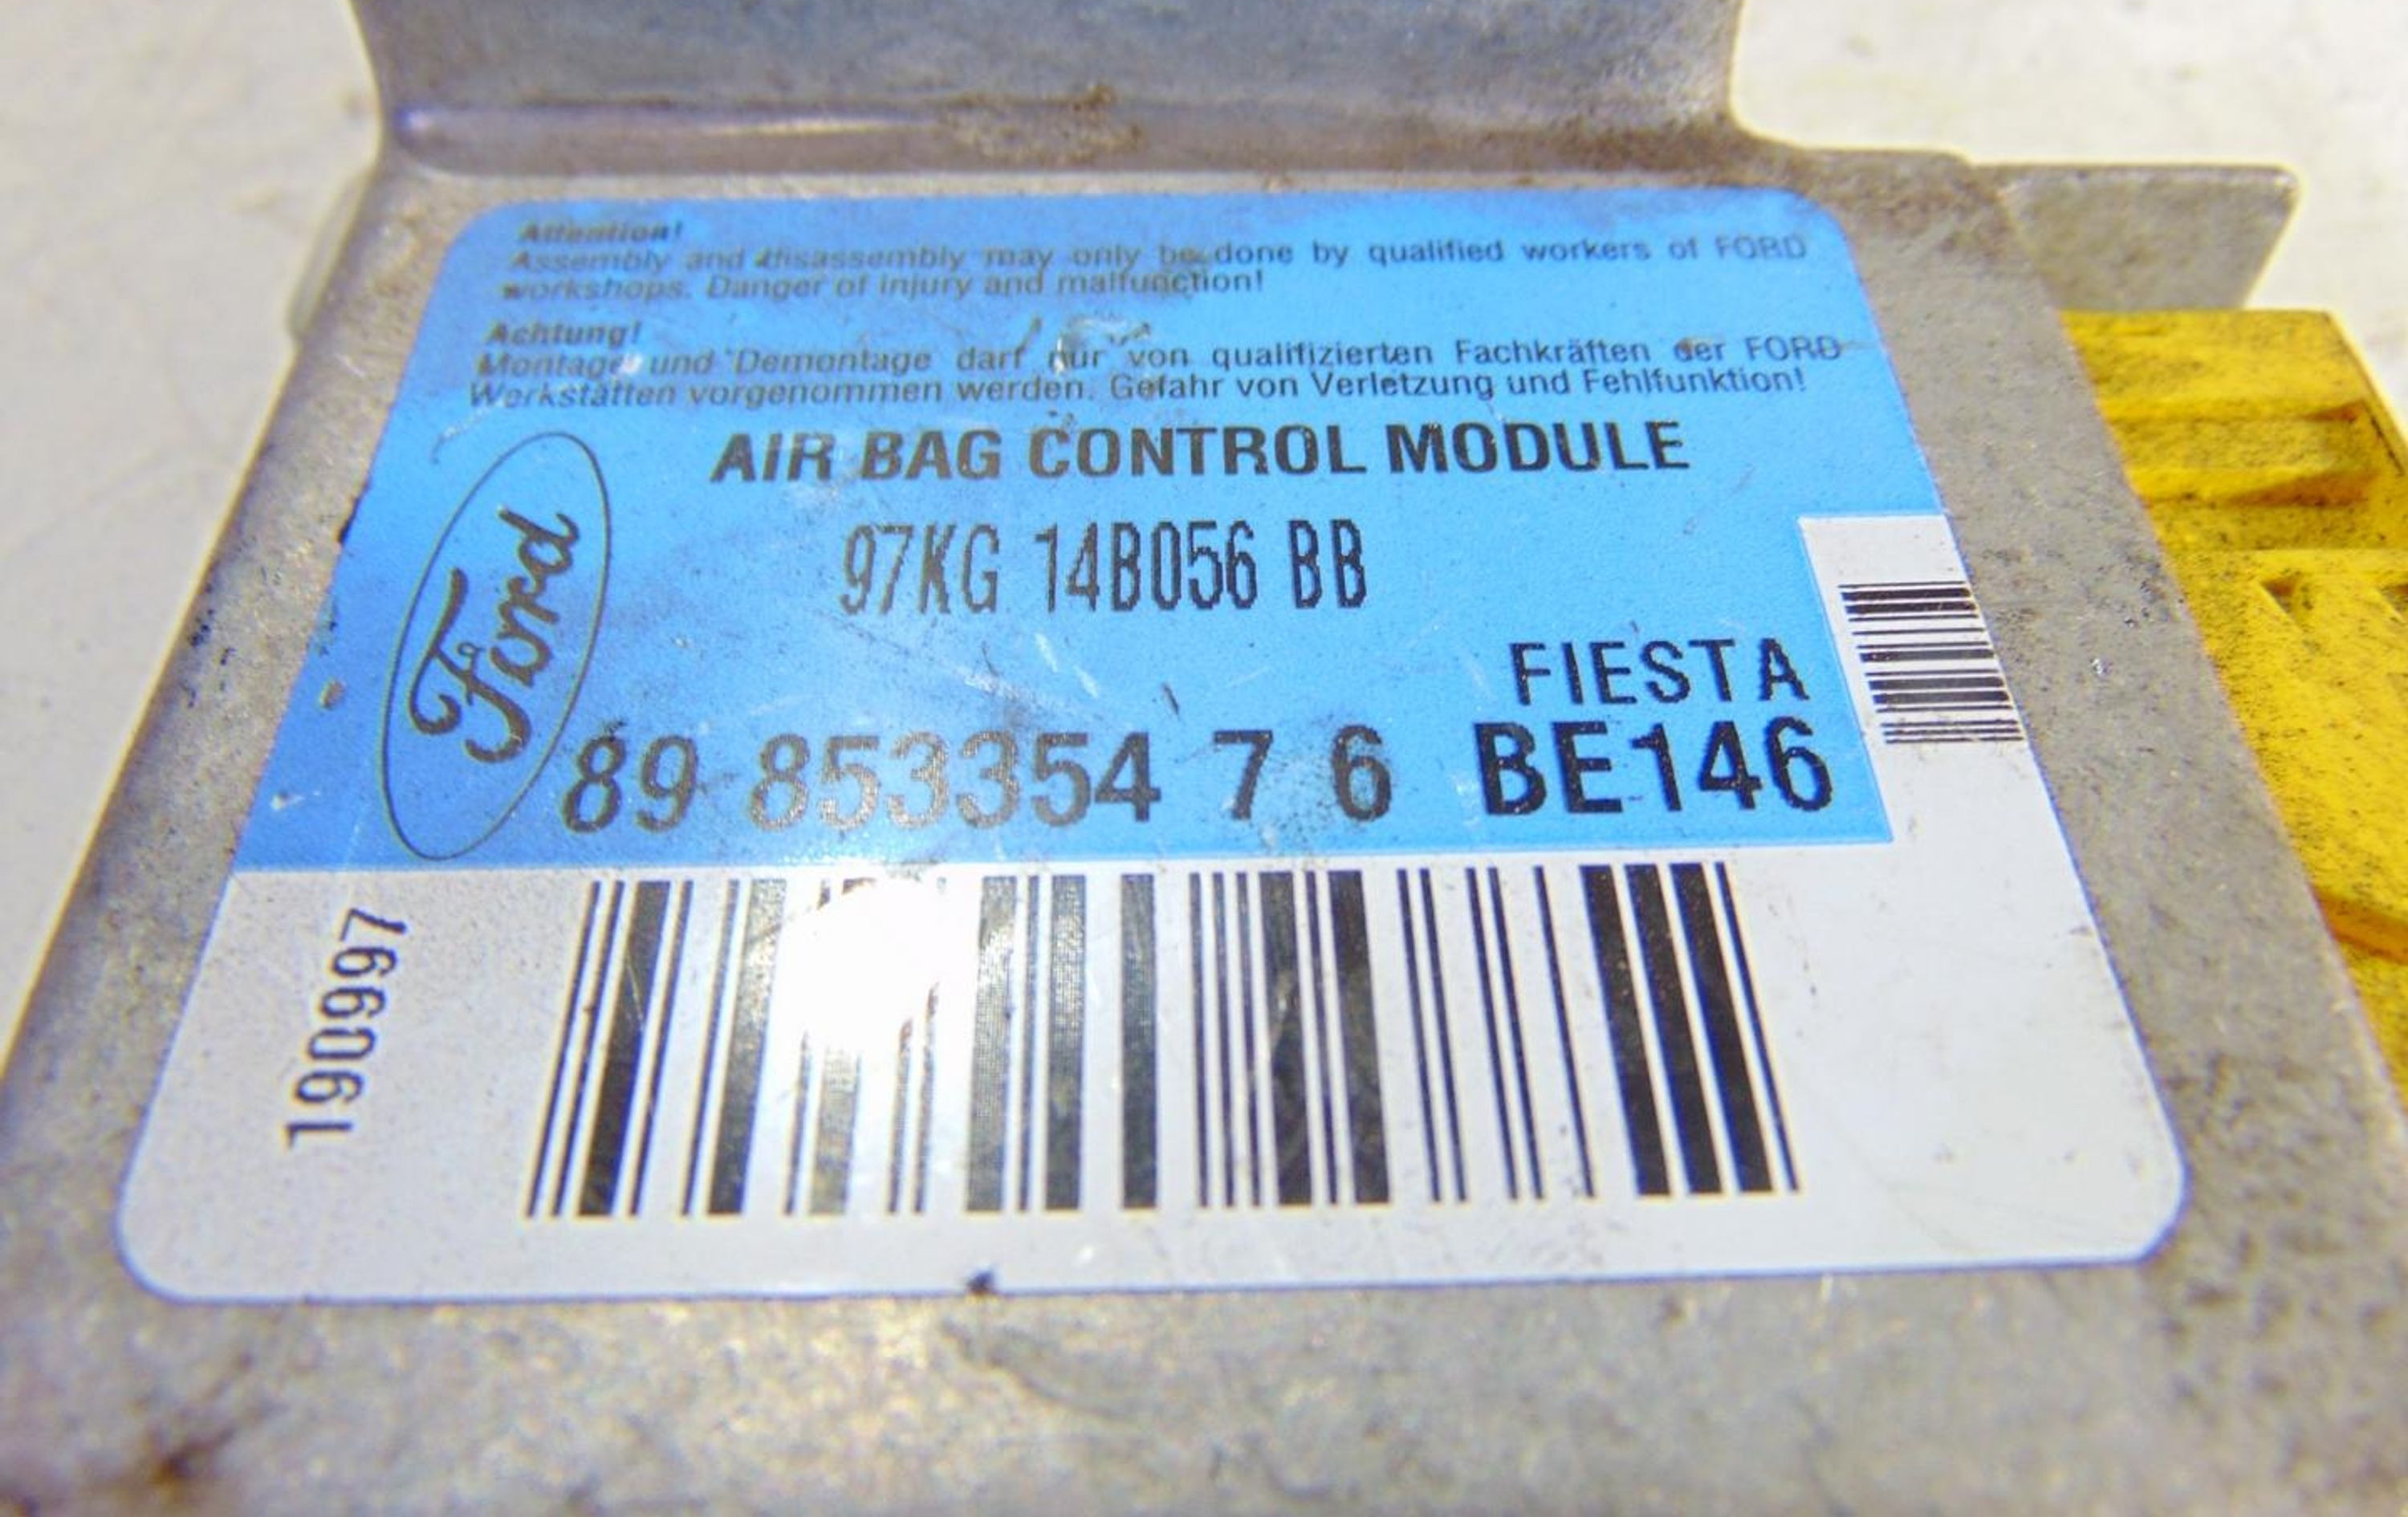 Attention!
Assembly and disassembly may only be done by qualified workers of FORD
workshops. Danger of injury and malfunction!
Achtung!
Montage und Demontage darf nur von qualifizierten Fachkräften der FORD
Werkstätten vorgenommen werden. Gefahr von Verletzung und Fehlfunktion!
AIR BAG CONTROL MODULE
97KG 14B056 BB
Ford
FIESTA
89 853354 7 6 BE146
190997